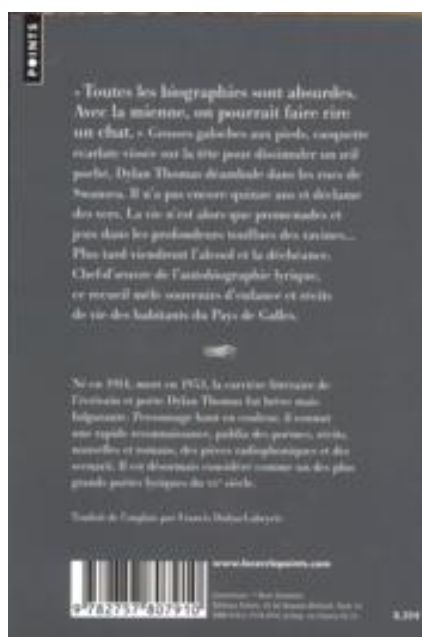 POINTS
« Toutes les biographies sont absurdes.
Avec la mienne, on pourrait faire rire
un chat. » Grosses galoches aux pieds, casquette
écarlate vissée sur la tête pour dissimuler un œil
poché, Dylan Thomas déambule dans les rues de
Swansea. Il n'a pas encore quinze ans et déclame
des vers. La vie n'est alors que promenades et
jeux dans les profondeurs touffues des ravines...
Plus tard viendront l'alcool et la déchéance.
Chef-d'œuvre de l'autobiographie lyrique,
ce recueil mêle souvenirs d'enfance et récits
de vie des habitants du Pays de Galles.
Né en 1914, mort en 1953, la carrière littéraire de
l'écrivain et poète Dylan Thomas fut brève mais
fulgurante. Personnage haut en couleur, il connut
une rapide reconnaissance, publia des poèmes, récits,
nouvelles et romans, des pièces radiophoniques et des
scenarii. Il est désormais considéré comme un des plus
grands poètes lyriques du XXe siècle.
Traduit de l'anglais par Francis Dufau-Labeyrie
www.lecerclepoints.com
9 782757 807910